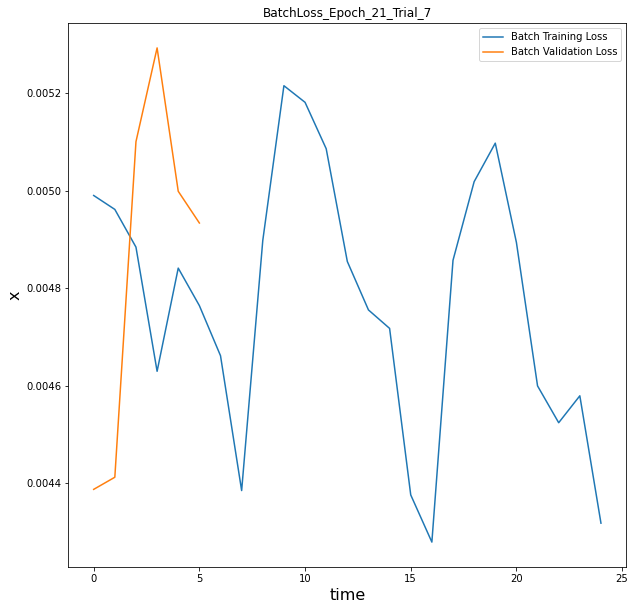 BatchLoss_Epoch_21_Trial_7
Batch Training Loss
Batch Validation Loss
0.0052
0.0050
0.0048
0.0046
0.0044
x
0 5 10 15 20 25
time